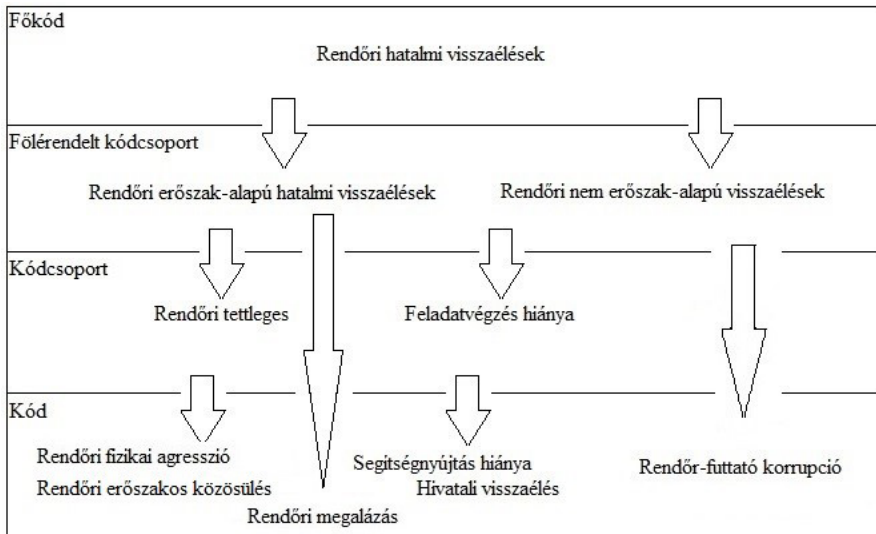 Főkód
Rendőri hatalmi visszaélések
Fölérendelt kódcsoport
Rendőri erőszak-alapú hatalmi visszaélések
Rendőri nem erőszak-alapú visszaélések
Kódcsoport
Rendőri tettleges
Feladatvégzés hiánya
Kód
Rendőri fizikai agresszió
Segítségnyújtás hiánya
Rendőr-futtató korrupció
Rendőri erőszakos közösülés
Hivatali visszaélés
Rendőri megalázás